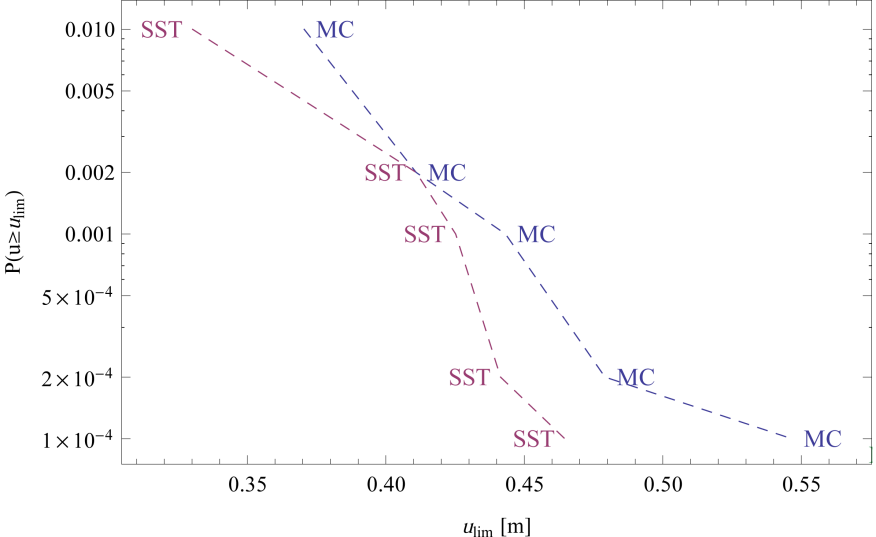 SST MC
0.010
0.005
SST MC
0.002
SST MC
0.001
5×10⁻⁴
SST MC
2×10⁻⁴
SST MC
1×10⁻⁴
P(u≥u_lim)
0.35 0.40 0.45 0.50 0.55
u_lim [m]